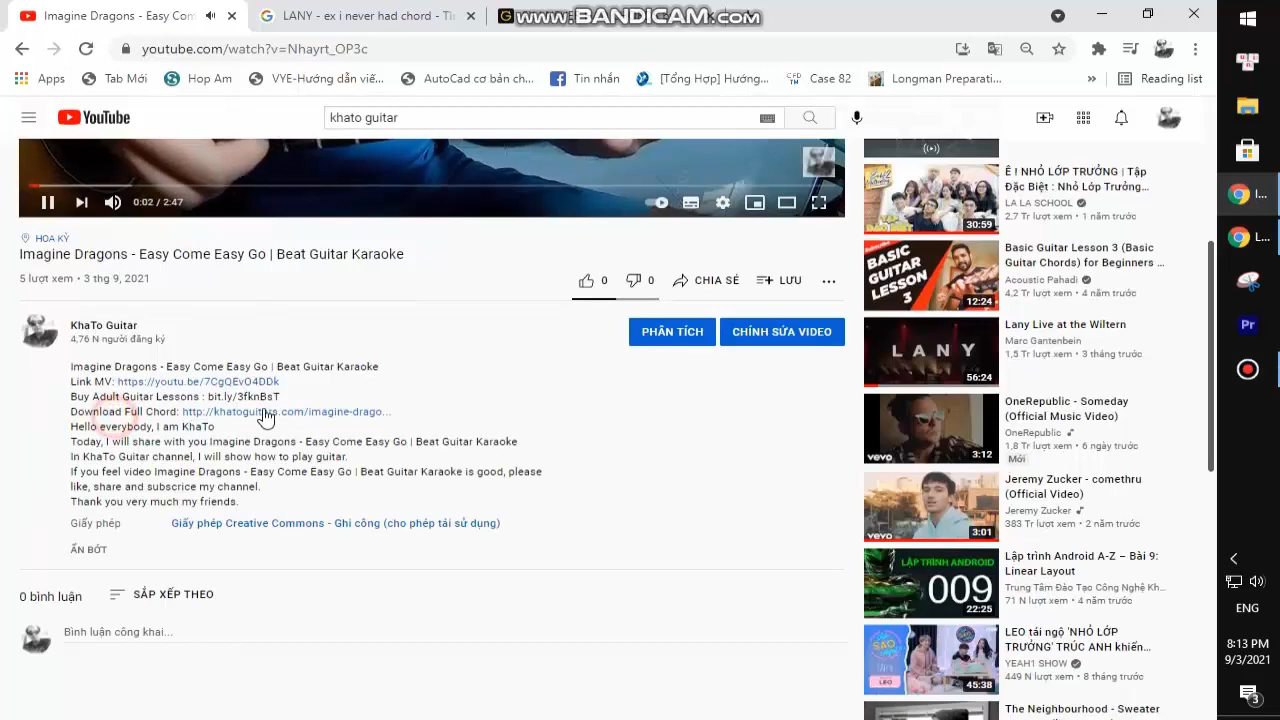 Imagine Dragons - Easy Com
LANY - ex i never had chord - Ti
www.BANDICAM.com
youtube.com/watch?v=Nhayrt_OP3c
Apps
Tab Mới
Hop Am
VYE-Hướng dẫn viế...
AutoCad cơ bản ch...
Tin nhắn
[Tổng Hợp] Hướng...
Case 82
Longman Preparati...
»
Reading list
YouTube
khato guitar
0:02 / 2:47
HOA KỲ
Imagine Dragons - Easy Come Easy Go | Beat Guitar Karaoke
5 lượt xem • 3 thg 9, 2021
0
0
CHIA SẺ
LƯU
KhaTo Guitar
4,76 N người đăng ký
PHÂN TÍCH
CHỈNH SỬA VIDEO
Imagine Dragons - Easy Come Easy Go | Beat Guitar Karaoke
Link MV: https://youtu.be/7CgQEvO4DDk
Buy Adult Guitar Lessons : bit.ly/3fknBsT
Download Full Chord: http://khatoguitar.com/imagine-drago...
Hello everybody, I am KhaTo
Today, I will share with you Imagine Dragons - Easy Come Easy Go | Beat Guitar Karaoke
In KhaTo Guitar channel, I will show how to play guitar.
If you feel video Imagine Dragons - Easy Come Easy Go | Beat Guitar Karaoke is good, please
like, share and subscrice my channel.
Thank you very much my friends.
Giấy phép
Giấy phép Creative Commons - Ghi công (cho phép tái sử dụng)
ẨN BỚT
0 bình luận
SẮP XẾP THEO
Bình luận công khai...
Ê ! NHỎ LỚP TRƯỞNG | Tập
Đặc Biệt : Nhỏ Lớp Trưởng...
LA LA SCHOOL
2,7 Tr lượt xem • 1 năm trước
30:59
Basic Guitar Lesson 3 (Basic
Guitar Chords) for Beginners ...
Acoustic Pahadi
4,2 Tr lượt xem • 4 năm trước
BASIC
GUITAR
LESSON
3
12:24
Lany Live at the Wiltern
Marc Gantenbein
1,5 Tr lượt xem • 3 tháng trước
LANY
56:24
OneRepublic - Someday
(Official Music Video)
OneRepublic
1,8 Tr lượt xem • 6 ngày trước
Mới
vevo
3:12
Jeremy Zucker - comethru
(Official Video)
Jeremy Zucker
383 Tr lượt xem • 2 năm trước
vevo
3:01
Lập trình Android A-Z – Bài 9:
Linear Layout
Trung Tâm Đào Tạo Công Nghệ Kh...
71 N lượt xem • 4 năm trước
LẬP TRÌNH ANDROID
009
22:25
LEO tái ngộ 'NHỎ LỚP
TRƯỞNG' TRÚC ANH khiến...
YEAH1 SHOW
449 N lượt xem • 8 tháng trước
LEO
45:38
The Neighbourhood - Sweater
I...
L...
Pr
ENG
8:13 PM
9/3/2021
3